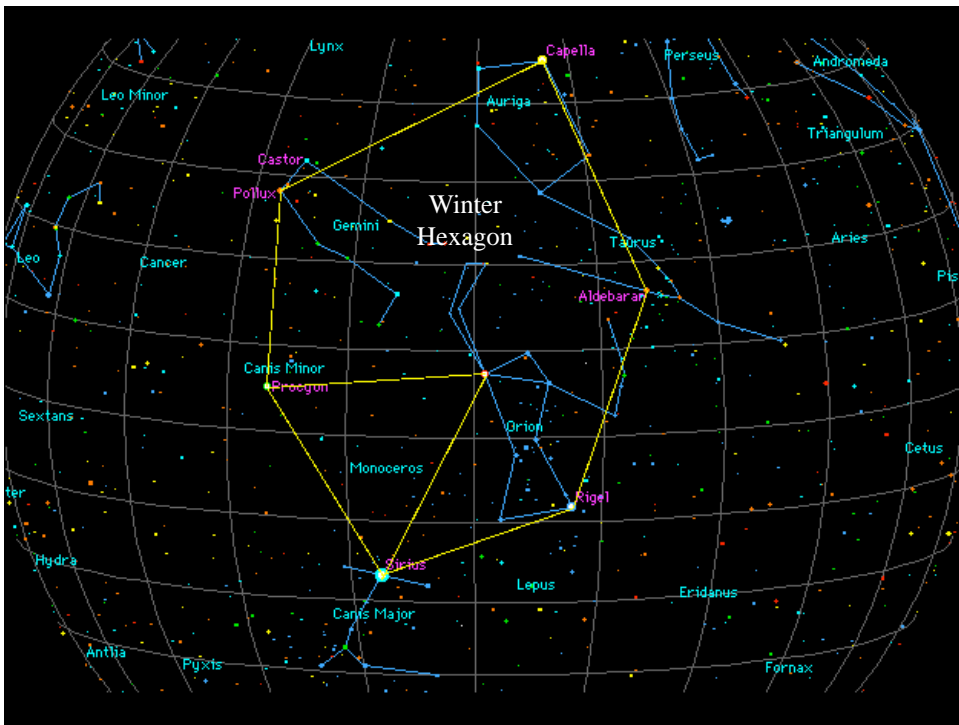 Lynx
Capella
Perseus
Andromeda
Leo Minor
Auriga
Triangulum
Castor
Pollux
Winter
Hexagon
Gemini
Taurus
Aries
Leo
Cancer
Pis
Aldebaran
Canis Minor
Procyon
Sextans
Orion
Cetus
Monoceros
ter
Rigel
Hydra
Sirius
Lepus
Eridanus
Canis Major
Antlia
Pyxis
Fornax